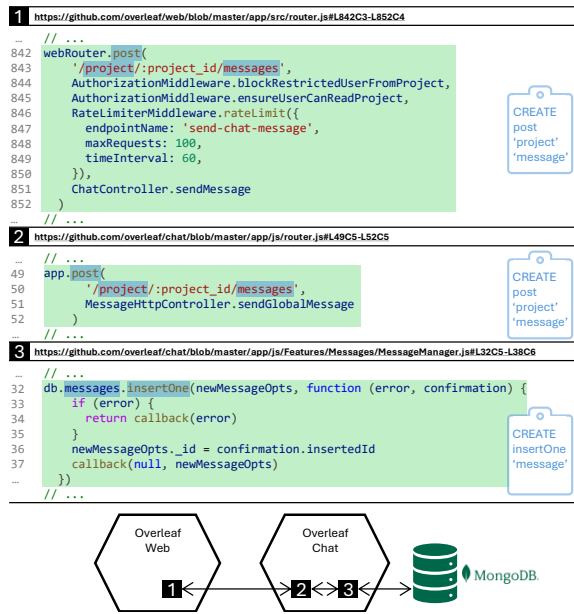 1 https://github.com/overleaf/web/blob/master/app/src/router.js#L842C3-L852C4
… // ...
842 webRouter.post(
843 '/project/:project_id/messages',
844 AuthorizationMiddleware.blockRestrictedUserFromProject,
845 AuthorizationMiddleware.ensureUserCanReadProject,
846 RateLimiterMiddleware.rateLimit({
847 endpointName: 'send-chat-message',
848 maxRequests: 100,
849 timeInterval: 60,
850 }),
851 ChatController.sendMessage
852 )
… // ...
CREATE
post
'project'
'message'
2 https://github.com/overleaf/chat/blob/master/app/js/router.js#L49C5-L52C5
… // ...
49 app.post(
50 '/project/:project_id/messages',
51 MessageHttpController.sendGlobalMessage
52 )
… // ...
CREATE
post
'project'
'message'
3 https://github.com/overleaf/chat/blob/master/app/js/Features/Messages/MessageManager.js#L32C5-L38C6
… // ...
32 db.messages.insertOne(newMessageOpts, function (error, confirmation) {
33 if (error) {
34 return callback(error)
35 }
36 newMessageOpts._id = confirmation.insertedId
37 callback(null, newMessageOpts)
… })
// ...
CREATE
insertOne
'message'
Overleaf
Web
Overleaf
Chat
1 2 3
MongoDB.